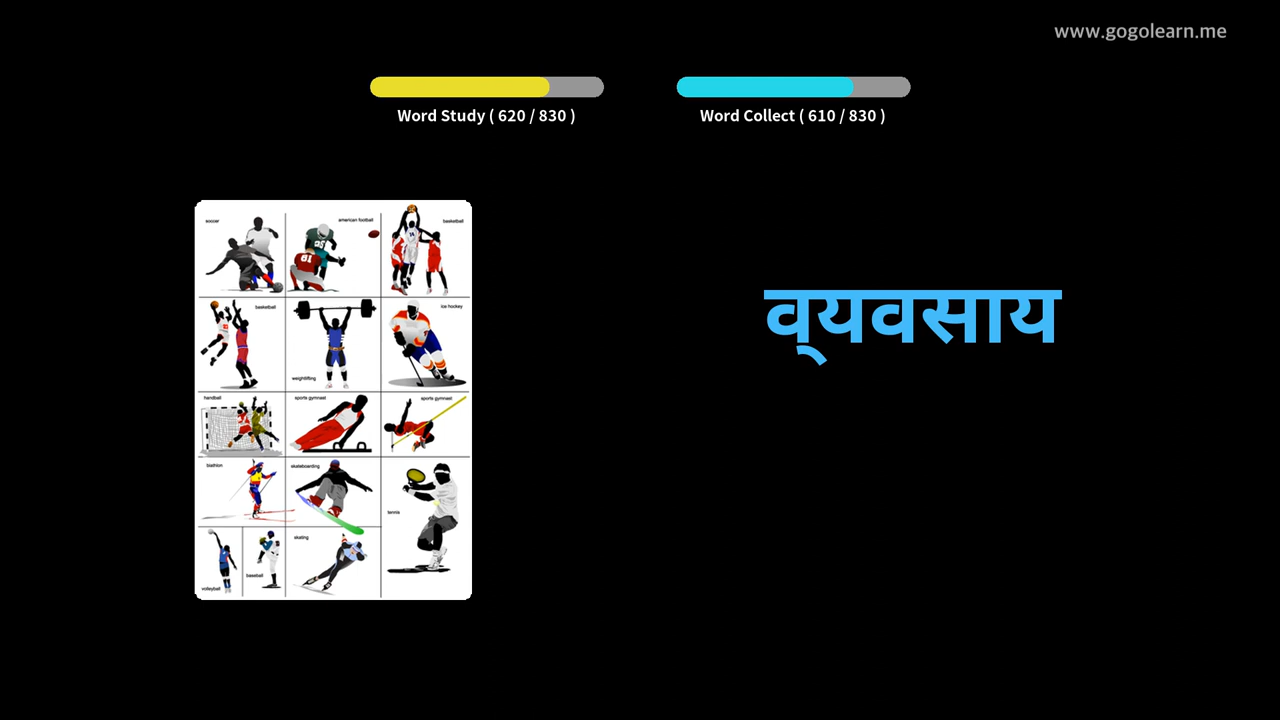 www.gogolearn.me
Word Study ( 620 / 830 )
Word Collect ( 610 / 830 )
soccer
american football
basketball
basketball
weightlifting
ice hockey
handball
sports gymnast
sports gymnast
biathlon
skateboarding
tennis
volleyball
baseball
skating
व्‌यवसाय